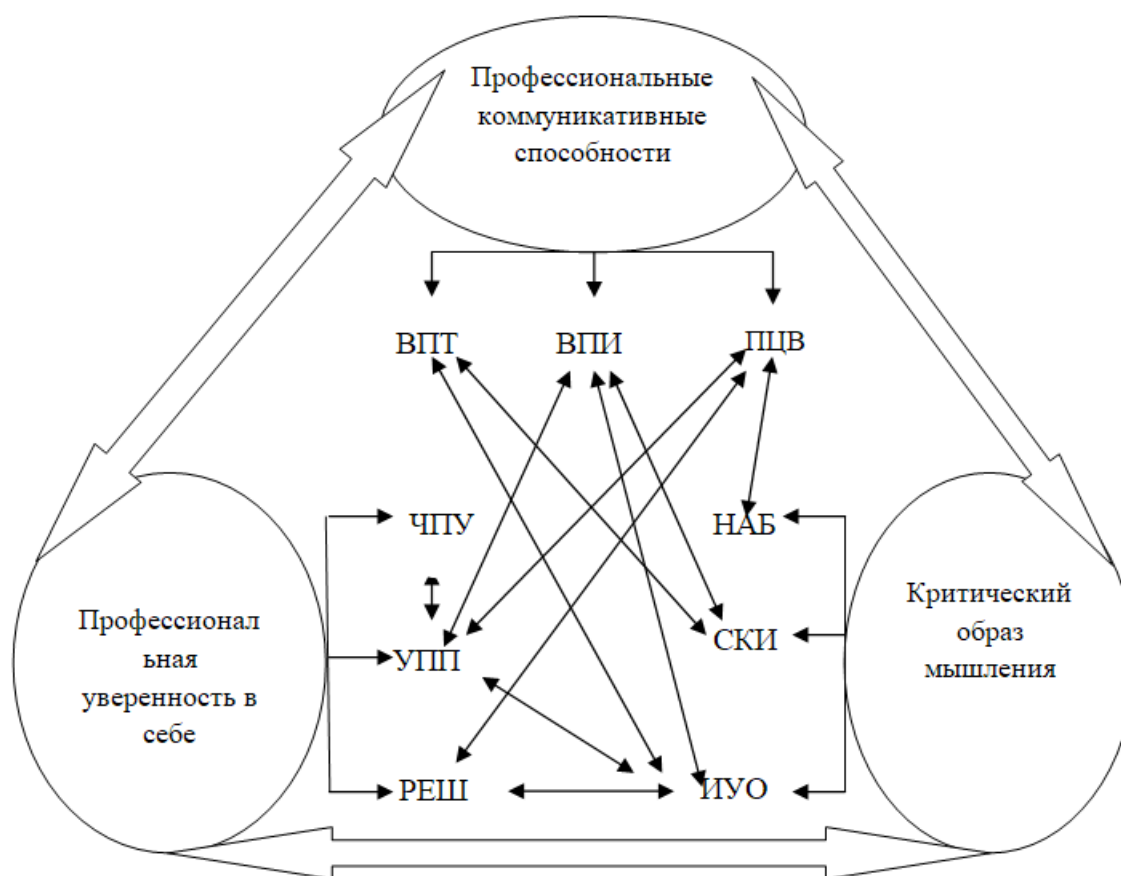 Профессиональные
коммуникативные
способности
ВПТ
ВПИ
ПЦВ
ЧПУ
НАБ
Профессионал
ьная
уверенность в
себе
УПП
СКИ
Критический
образ
мышления
РЕШ
ИУО